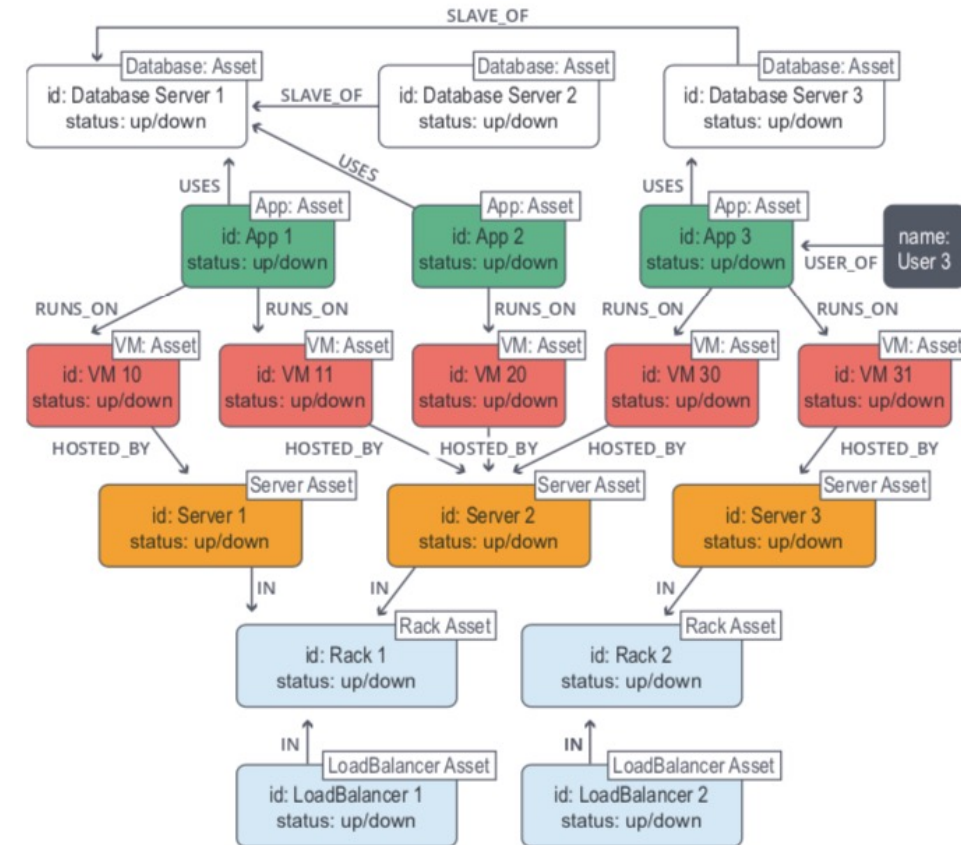 SLAVE_OF
Database: Asset
id: Database Server 1
status: up/down
SLAVE_OF
Database: Asset
id: Database Server 2
status: up/down
Database: Asset
id: Database Server 3
status: up/down
USES
USES
USES
App: Asset
id: App 1
status: up/down
App: Asset
id: App 2
status: up/down
App: Asset
id: App 3
status: up/down
USER_OF
name:
User 3
RUNS_ON
RUNS_ON
RUNS_ON
RUNS_ON
RUNS_ON
VM: Asset
id: VM 10
status: up/down
VM: Asset
id: VM 11
status: up/down
VM: Asset
id: VM 20
status: up/down
VM: Asset
id: VM 30
status: up/down
VM: Asset
id: VM 31
status: up/down
HOSTED_BY
HOSTED_BY
HOSTED_BY
HOSTED_BY
HOSTED_BY
Server Asset
id: Server 1
status: up/down
Server Asset
id: Server 2
status: up/down
Server Asset
id: Server 3
status: up/down
IN
IN
IN
Rack Asset
id: Rack 1
status: up/down
Rack Asset
id: Rack 2
status: up/down
IN
IN
LoadBalancer Asset
id: LoadBalancer 1
status: up/down
LoadBalancer Asset
id: LoadBalancer 2
status: up/down